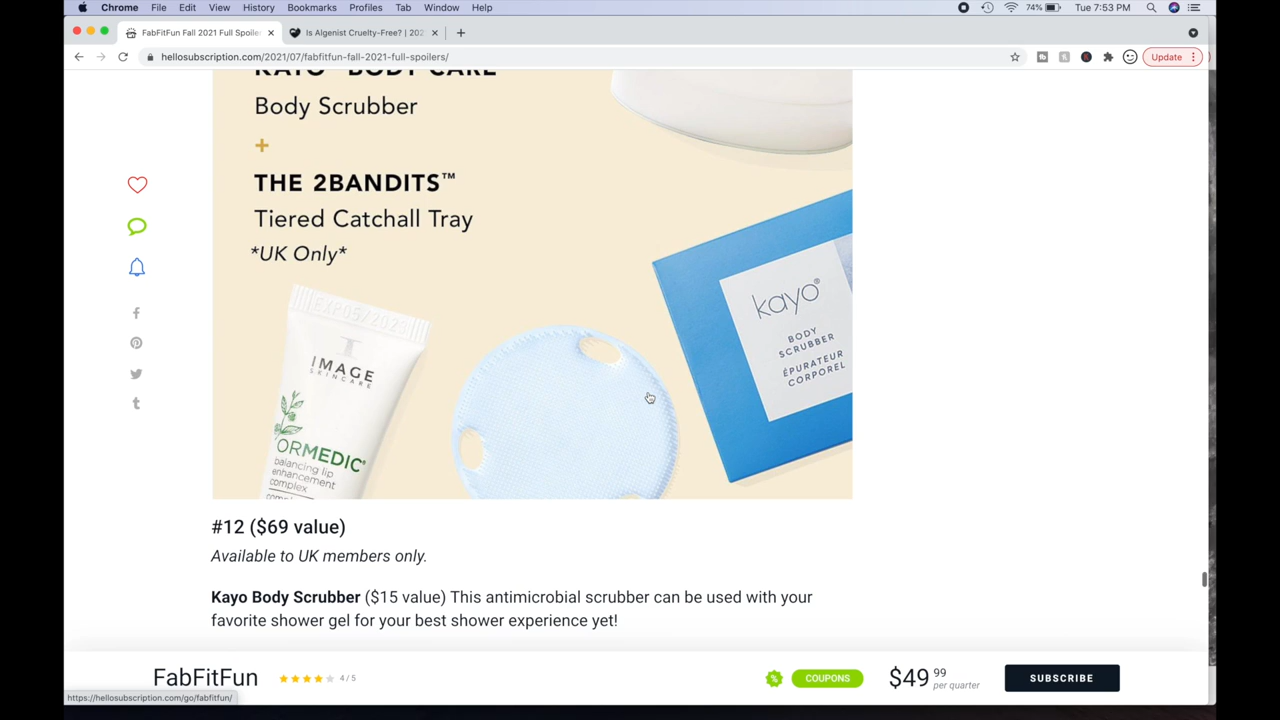 Chrome File Edit View History Bookmarks Profiles Tab Window Help 74% Tue 7:53 PM
FabFitFun Fall 2021 Full Spoile Is Algenist Cruelty-Free? | 202
hellosubscription.com/2021/07/fabfitfun-fall-2021-full-spoilers/ Update
KAYO® BODY CARE
Body Scrubber
+
THE 2BANDITS™
Tiered Catchall Tray
*UK Only*
EXP05/2023
IMAGE
SKINCARE
ORMEDIC®
balancing lip
enhancement
complex
kayo®
BODY
SCRUBBER
ÉPURATEUR
CORPOREL
#12 ($69 value)
Available to UK members only.
Kayo Body Scrubber ($15 value) This antimicrobial scrubber can be used with your
favorite shower gel for your best shower experience yet!
FabFitFun 4 / 5 COUPONS $49 99 per quarter SUBSCRIBE
https://hellosubscription.com/go/fabfitfun/